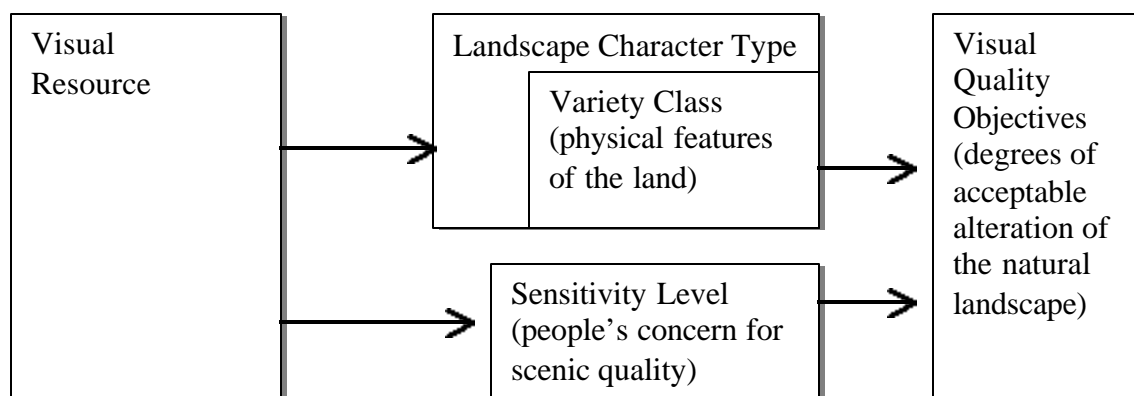 Visual
Resource
Landscape Character Type
Variety Class
(physical features
of the land)
Sensitivity Level
(people’s concern for
scenic quality)
Visual
Quality
Objectives
(degrees of
acceptable
alteration of
the natural
landscape)